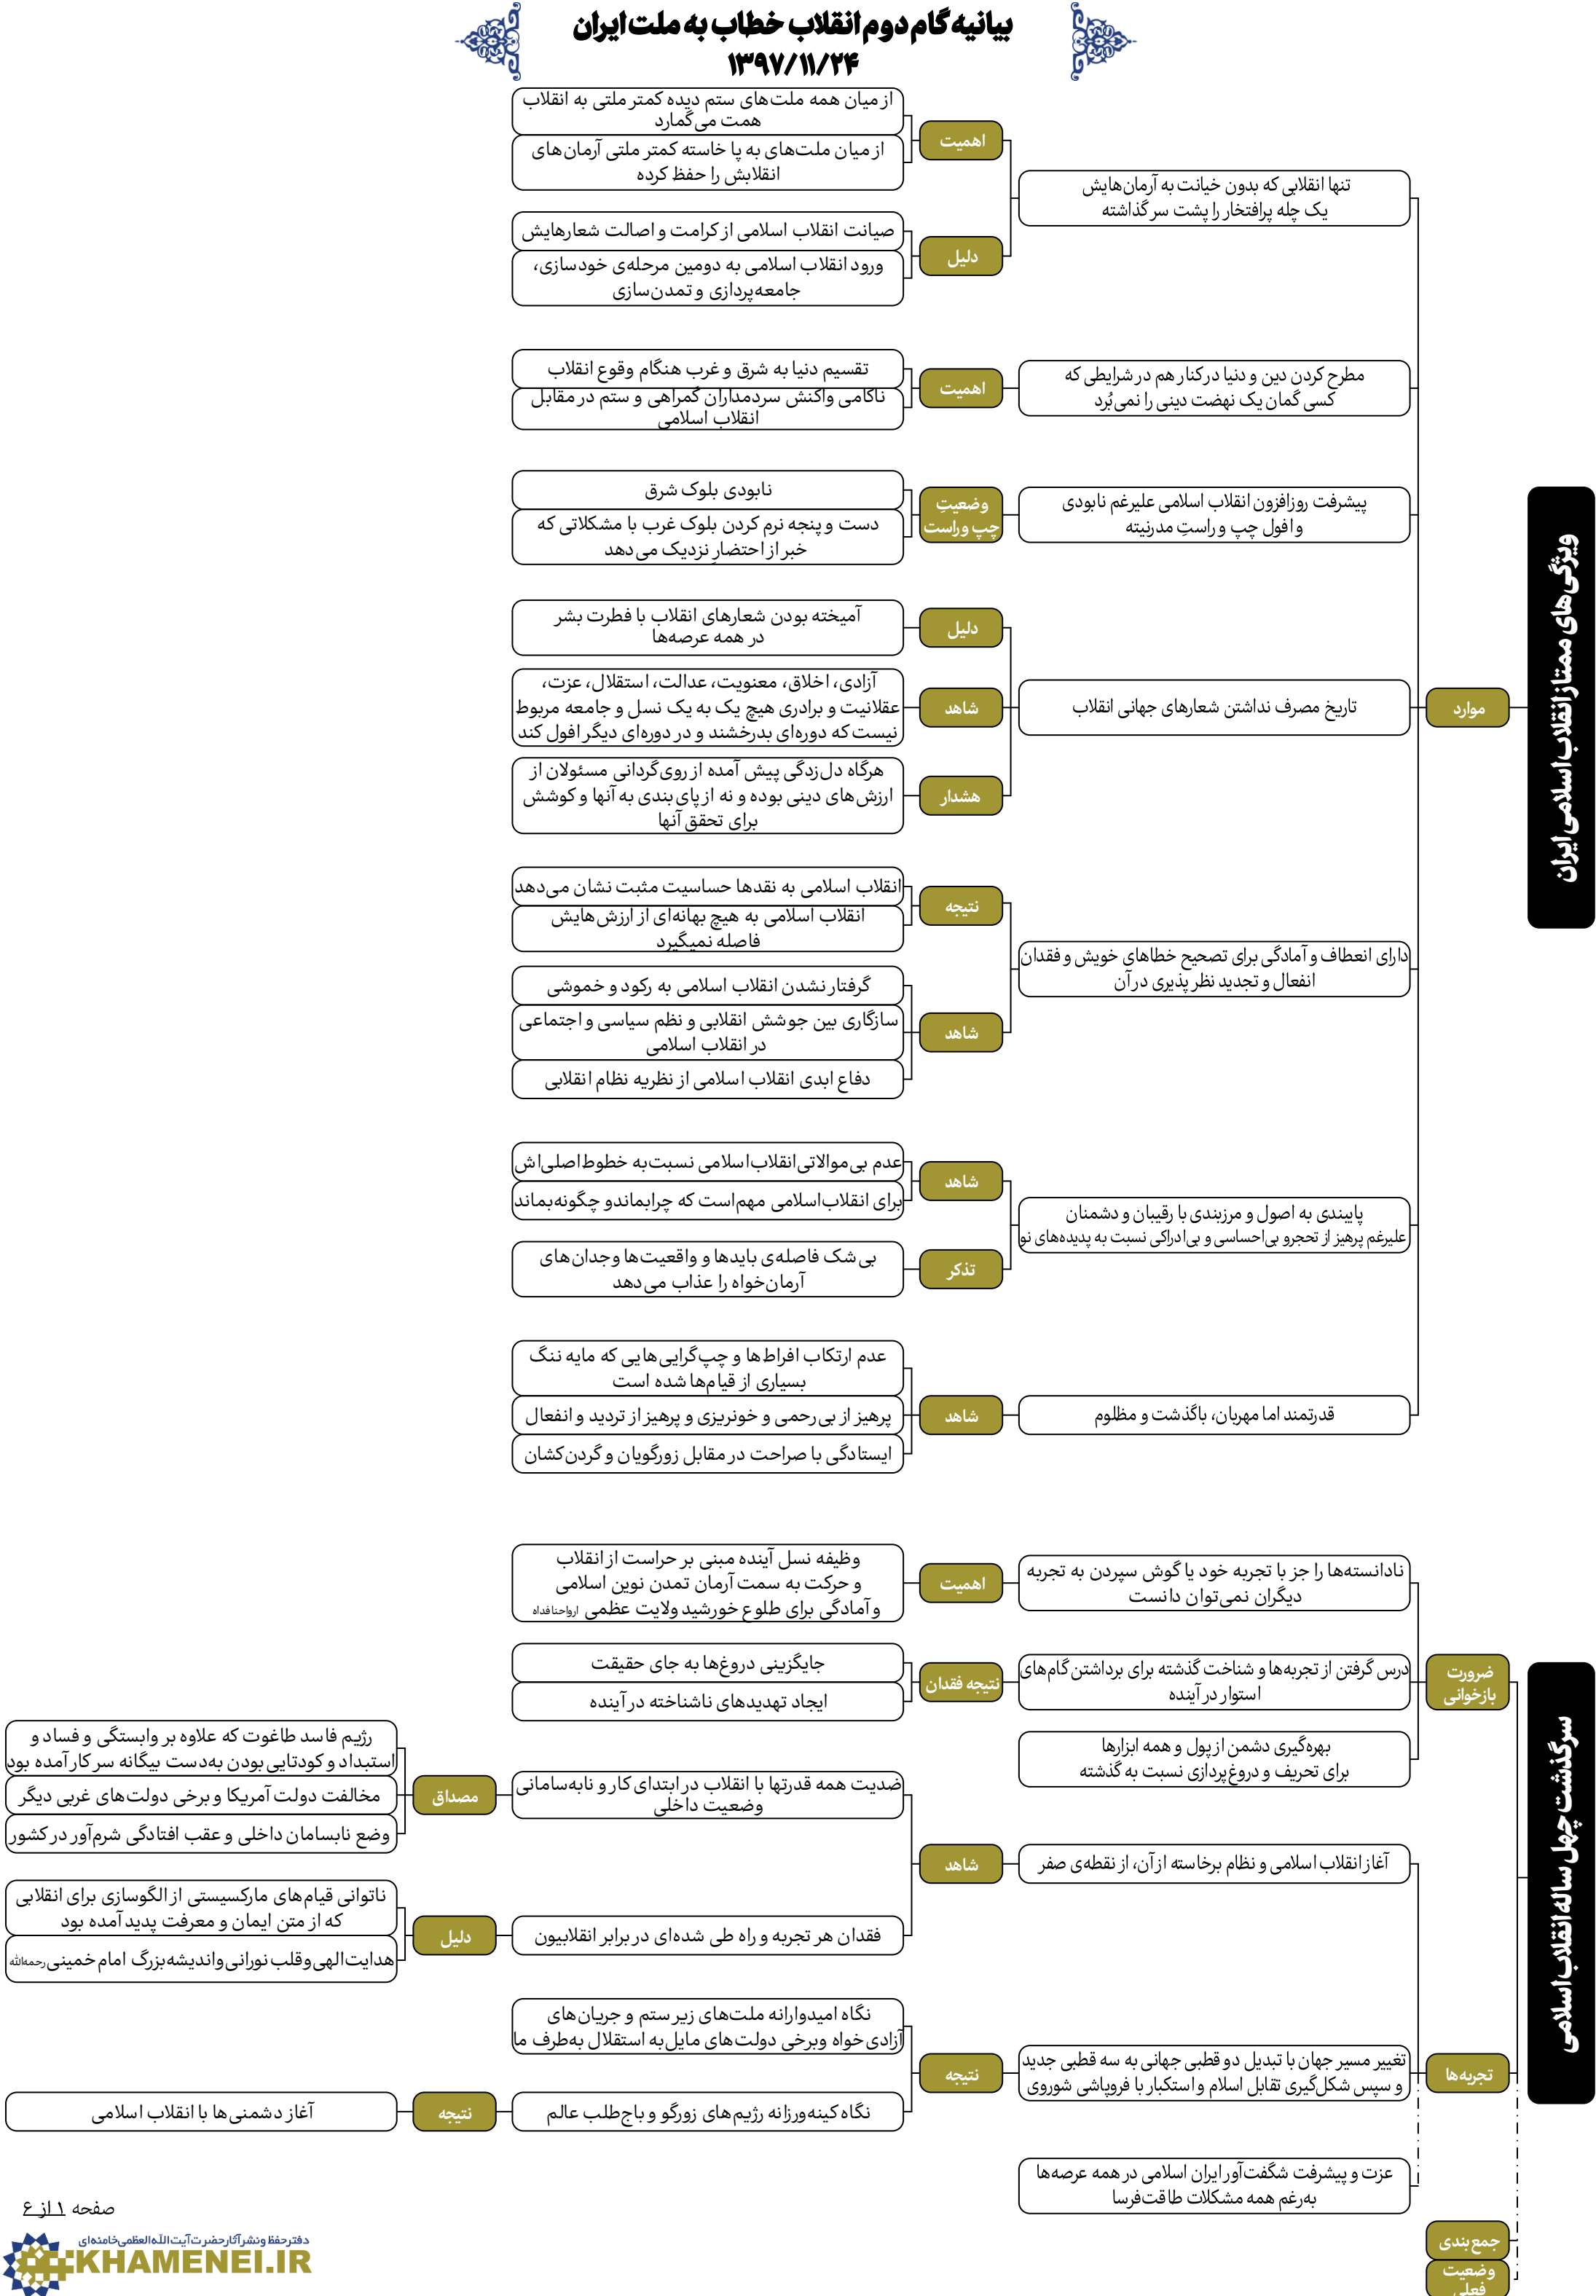 بیانیه گام دوم انقلاب خطاب به ملت ایران
۱۳۹۷/۱۱/۲۴
ویژگی‌های ممتاز انقلاب اسلامی ایران
موارد
تنها انقلابی که بدون خیانت به آرمان‌هایش
یک چله پرافتخار را پشت سر گذاشته
اهمیت
از میان همه ملت‌های ستم دیده کمتر ملتی به انقلاب
همت می‌گمارد
از میان ملت‌های به پا خاسته کمتر ملتی آرمان‌های
انقلابش را حفظ کرده
دلیل
صیانت انقلاب اسلامی از کرامت و اصالت شعارهایش
ورود انقلاب اسلامی به دومین مرحله‌ی خودسازی،
جامعه‌پردازی و تمدن‌سازی
مطرح کردن دین و دنیا در کنار هم در شرایطی که
کسی گمان یک نهضت دینی را نمی‌بُرد
اهمیت
تقسیم دنیا به شرق و غرب هنگام وقوع انقلاب
ناکامی واکنش سردمداران گمراهی و ستم در مقابل
انقلاب اسلامی
پیشرفت روزافزون انقلاب اسلامی علیرغم نابودی
و افول چپ و راستِ مدرنیته
وضعیتِ
چپ و راست
نابودی بلوک شرق
دست و پنجه نرم کردن بلوک غرب با مشکلاتی که
خبر از احتضارِ نزدیک می‌دهد
تاریخ مصرف نداشتن شعارهای جهانی انقلاب
دلیل
آمیخته بودن شعارهای انقلاب با فطرت بشر
در همه عرصه‌ها
شاهد
آزادی، اخلاق، معنویت، عدالت، استقلال، عزت،
عقلانیت و برادری هیچ یک به یک نسل و جامعه مربوط
نیست که دوره‌ای بدرخشند و در دوره‌ای دیگر افول کند
هشدار
هرگاه دل‌زدگی پیش آمده از روی‌گردانی مسئولان از
ارزش‌های دینی بوده و نه از پای‌بندی به آنها و کوشش
برای تحقق آنها
دارای انعطاف و آمادگی برای تصحیح خطاهای خویش و فقدان
انفعال و تجدید نظر پذیری در آن
نتیجه
انقلاب اسلامی به نقدها حساسیت مثبت نشان می‌دهد
انقلاب اسلامی به هیچ بهانه‌ای از ارزش‌هایش
فاصله نمیگیرد
شاهد
گرفتار نشدن انقلاب اسلامی به رکود و خموشی
سازگاری بین جوشش انقلابی و نظم سیاسی و اجتماعی
در انقلاب اسلامی
دفاع ابدی انقلاب اسلامی از نظریه نظام انقلابی
پایبندی به اصول و مرزبندی با رقیبان و دشمنان
علیرغم پرهیز از تحجرو بی‌احساسی و بی‌ادراکی نسبت به پدیده‌های نو
شاهد
عدم بی‌موالاتی انقلاب اسلامی نسبت به خطوط اصلی‌اش
برای انقلاب اسلامی مهم است که چرا بماند و چگونه بماند
تذکر
بی‌شک فاصله‌ی بایدها و واقعیت‌ها وجدان‌های
آرمان‌خواه را عذاب می‌دهد
قدرتمند اما مهربان، باگذشت و مظلوم
شاهد
عدم ارتکاب افراط‌ها و چپ‌گرایی‌هایی که مایه ننگ
بسیاری از قیام‌ها شده است
پرهیز از بی‌رحمی و خونریزی و پرهیز از تردید و انفعال
ایستادگی با صراحت در مقابل زورگویان و گردن‌کشان
سرگذشت چهل ساله انقلاب اسلامی
ضرورت
بازخوانی
نادانسته‌ها را جز با تجربه خود یا گوش سپردن به تجربه
دیگران نمی‌توان دانست
اهمیت
وظیفه نسل آینده مبنی بر حراست از انقلاب
و حرکت به سمت آرمان تمدن نوین اسلامی
و آمادگی برای طلوع خورشید ولایت عظمی ارواحنا فداه
درس گرفتن از تجربه‌ها و شناخت گذشته برای برداشتن گام‌های
استوار در آینده
نتیجه فقدان
جایگزینی دروغ‌ها به جای حقیقت
ایجاد تهدیدهای ناشناخته در آینده
بهره‌گیری دشمن از پول و همه ابزارها
برای تحریف و دروغ‌پردازی نسبت به گذشته
تجربه‌ها
آغاز انقلاب اسلامی و نظام برخاسته از آن، از نقطه‌ی صفر
شاهد
ضدیت همه قدرتها با انقلاب در ابتدای کار و نابه‌سامانی
وضعیت داخلی
مصداق
رژیم فاسد طاغوت که علاوه بر وابستگی و فساد و
استبداد و کودتایی بودن به‌دست بیگانه سر کار آمده بود
مخالفت دولت آمریکا و برخی دولت‌های غربی دیگر
وضع نابسامان داخلی و عقب افتادگی شرم‌آور در کشور
فقدان هر تجربه و راه طی شده‌ای در برابر انقلابیون
دلیل
ناتوانی قیام‌های مارکسیستی از الگوسازی برای انقلابی
که از متن ایمان و معرفت پدید آمده بود
هدایت الهی و قلب نورانی و اندیشه بزرگ امام خمینی رحمه‌الله
تغییر مسیر جهان با تبدیل دو قطبی جهانی به سه قطبی جدید
و سپس شکل‌گیری تقابل اسلام و استکبار با فروپاشی شوروی
نتیجه
نگاه امیدوارانه ملت‌های زیر ستم و جریان‌های
آزادی‌خواه و برخی دولت‌های مایل به استقلال به‌طرف ما
نگاه کینه‌ورزانه رژیم‌های زورگو و باج‌طلب عالم
نتیجه
آغاز دشمنی‌ها با انقلاب اسلامی
عزت و پیشرفت شگفت‌آور ایران اسلامی در همه عرصه‌ها
به‌رغم همه مشکلات طاقت‌فرسا
جمع بندی
وضعیت
فعلی
صفحه ۱ از ۶
دفتر حفظ و نشر آثار حضرت آیت‌الله‌العظمی خامنه‌ای
KHAMENEI.IR